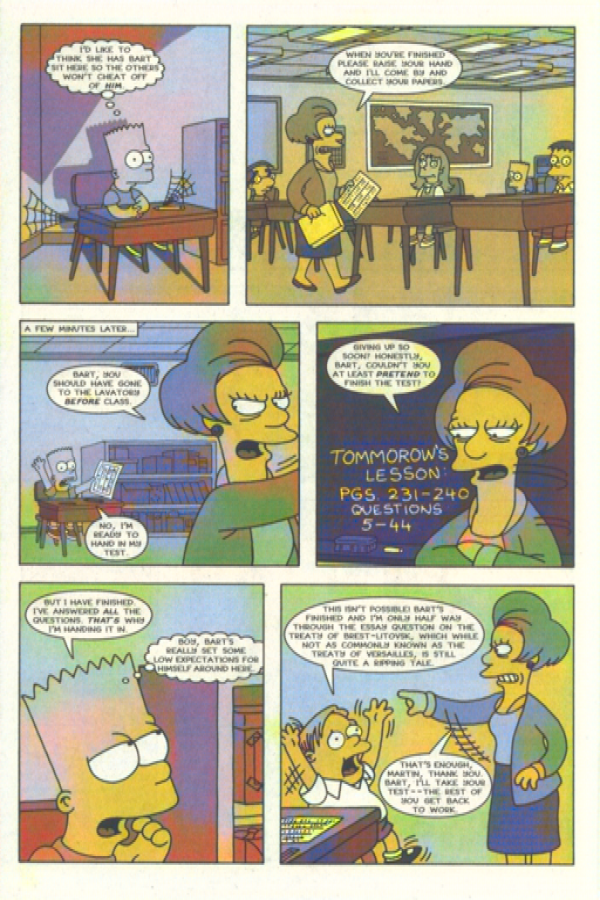 I'D LIKE TO
THINK SHE HAS BART
SIT HERE SO THE OTHERS
WON'T CHEAT OFF
OF HIM.
WHEN YOU'RE FINISHED
PLEASE RAISE YOUR HAND
AND I'LL COME BY AND
COLLECT YOUR PAPERS.
A FEW MINUTES LATER...
BART, YOU
SHOULD HAVE GONE
TO THE LAVATORY
BEFORE CLASS.
NO, I'M
READY TO
HAND IN MY
TEST.
GIVING UP SO
SOON? HONESTLY,
BART, COULDN'T YOU
AT LEAST PRETEND TO
FINISH THE TEST?
TOMMOROW'S
LESSON:
PGS. 231-240
QUESTIONS
5-44
BUT I HAVE FINISHED.
I'VE ANSWERED ALL THE
QUESTIONS. THAT'S WHY
I'M HANDING IT IN.
BOY, BART'S
REALLY SET SOME
LOW EXPECTATIONS FOR
HIMSELF AROUND HERE.
THIS ISN'T POSSIBLE! BART'S
FINISHED AND I'M ONLY HALF WAY
THROUGH THE ESSAY QUESTION ON THE
TREATY OF BREST-LITOVSK, WHICH WHILE
NOT AS COMMONLY KNOWN AS THE
TREATY OF VERSAILLES, IS STILL
QUITE A RIPPING TALE.
THAT'S ENOUGH,
MARTIN, THANK YOU.
BART, I'LL TAKE YOUR
TEST--THE REST OF
YOU GET BACK
TO WORK.